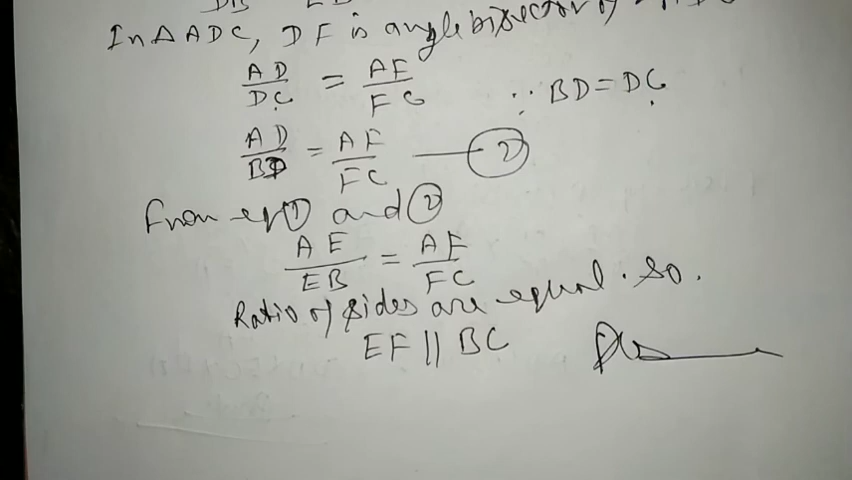 In Δ ADC, DF is angle bisector of
AD/DC = AF/FC ∵ BD = DC
AD/BD = AF/FC — ②
From eq ① and ②
AE/EB = AF/FC
Ratio of sides are equal. So.
EF || BC